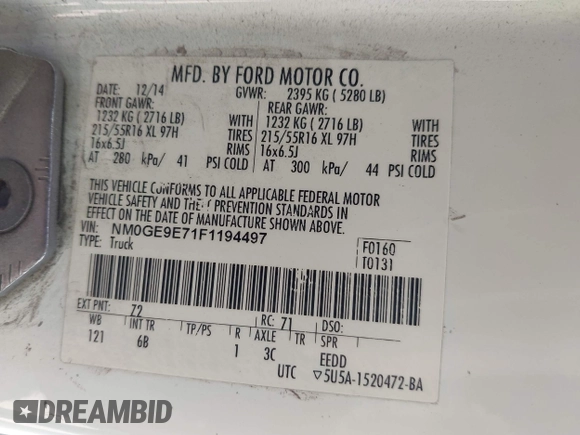 MFD. BY FORD MOTOR CO.
DATE: 12/14 GVWR: 2395 KG ( 5280 LB)
FRONT GAWR: REAR GAWR:
1232 KG ( 2716 LB) 1232 KG ( 2716 LB)
215/55R16 XL 97H TIRES 215/55R16 XL 97H TIRES
16x6.5J RIMS 16x6.5J RIMS
AT 280 kPa/ 41 PSI COLD AT 300 kPa/ 44 PSI COLD
THIS VEHICLE CONFORMS TO ALL APPLICABLE FEDERAL MOTOR
VEHICLE SAFETY AND THEFT PREVENTION STANDARDS IN
EFFECT ON THE DATE OF MANUFACTURE SHOWN ABOVE.
VIN: NM0GE9E71F1194497 F0160
TYPE: Truck T0131
EXT PNT: 72 RC: 71 DSO:
WB INT TR TP/PS R AXLE TR SPR
121 6B 1 3C EEDD
UTC ▽5U5A-1520472-BA
DREAMBID